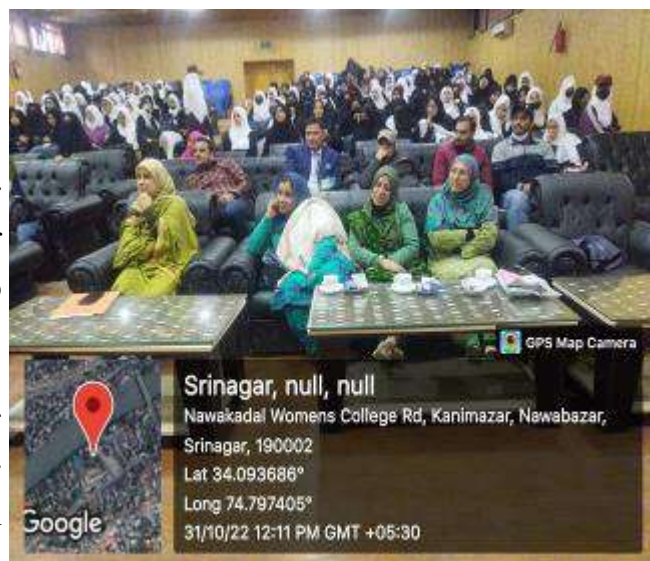 GPS Map Camera
Srinagar, null, null
Nawakadal Womens College Rd, Kanimazar, Nawabazar,
Srinagar, 190002
Lat 34.093686°
Long 74.797405°
31/10/22 12:11 PM GMT +05:30
Google